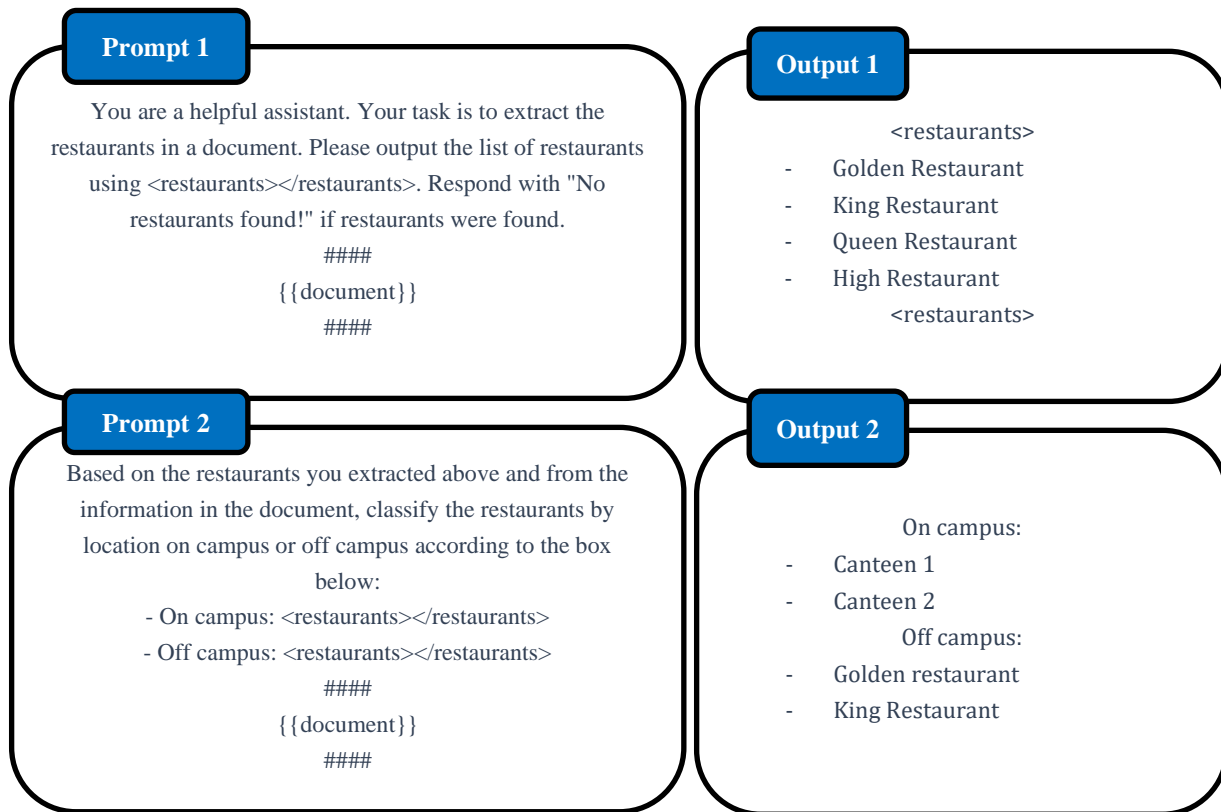 Prompt 1
You are a helpful assistant. Your task is to extract the
restaurants in a document. Please output the list of restaurants
using <restaurants></restaurants>. Respond with "No
restaurants found!" if restaurants were found.
####
{{document}}
####
Output 1
<restaurants>
- Golden Restaurant
- King Restaurant
- Queen Restaurant
- High Restaurant
<restaurants>
Prompt 2
Based on the restaurants you extracted above and from the
information in the document, classify the restaurants by
location on campus or off campus according to the box
below:
- On campus: <restaurants></restaurants>
- Off campus: <restaurants></restaurants>
####
{{document}}
####
Output 2
On campus:
- Canteen 1
- Canteen 2
Off campus:
- Golden restaurant
- King Restaurant